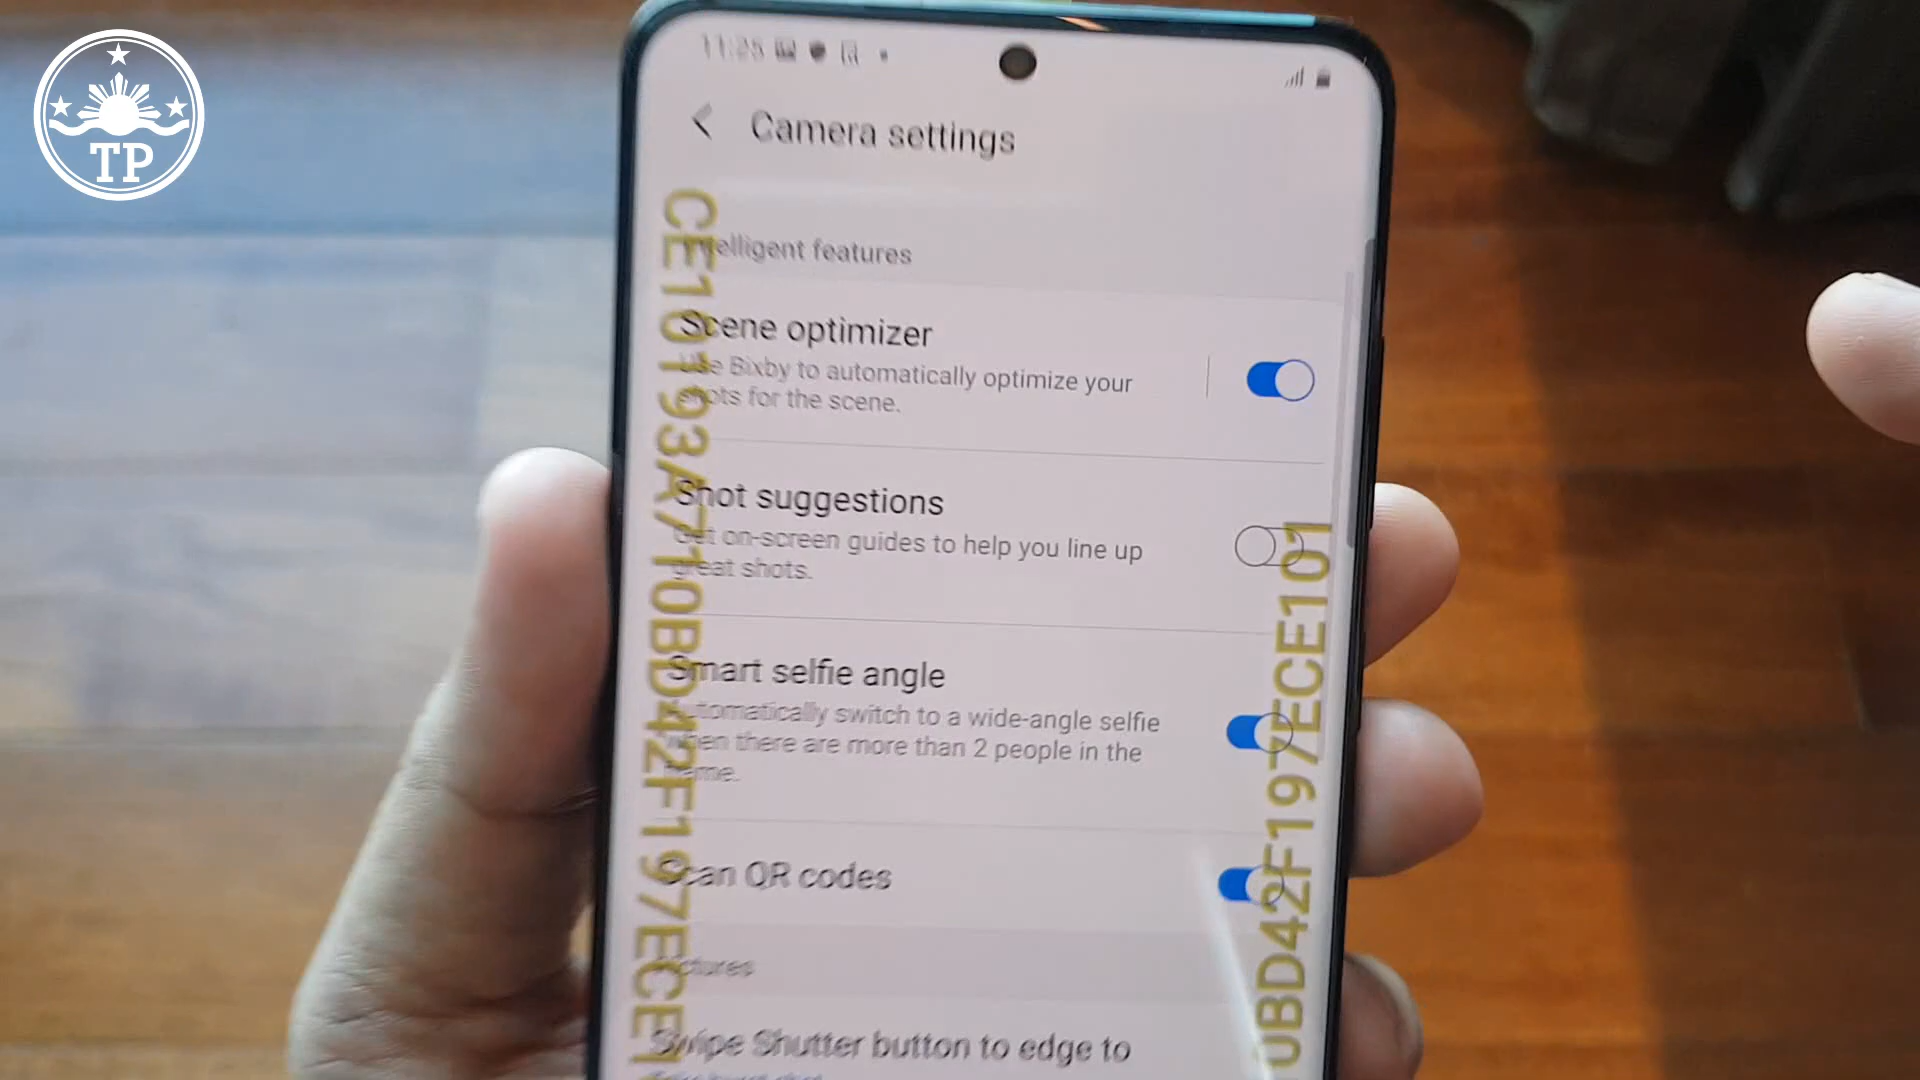 TP
11:25
Camera settings
Intelligent features
Scene optimizer
Use Bixby to automatically optimize your
shots for the scene.
Shot suggestions
Get on-screen guides to help you line up
great shots.
Smart selfie angle
Automatically switch to a wide-angle selfie
when there are more than 2 people in the
frame.
Scan QR codes
Pictures
Swipe Shutter button to edge to
CE10193A710BD42F197ECE1
0BD42F197ECE101